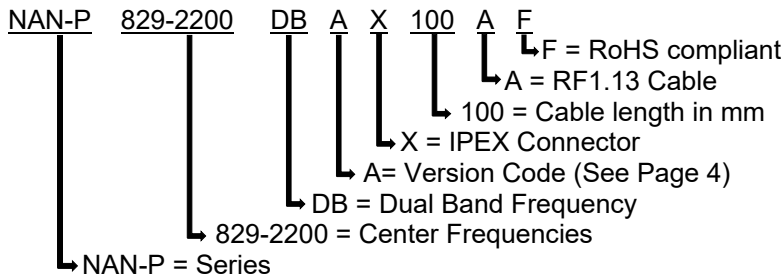 NAN-P 829-2200 DB A X 100 A F
F = RoHS compliant
A = RF1.13 Cable
100 = Cable length in mm
X = IPEX Connector
A= Version Code (See Page 4)
DB = Dual Band Frequency
829-2200 = Center Frequencies
NAN-P = Series